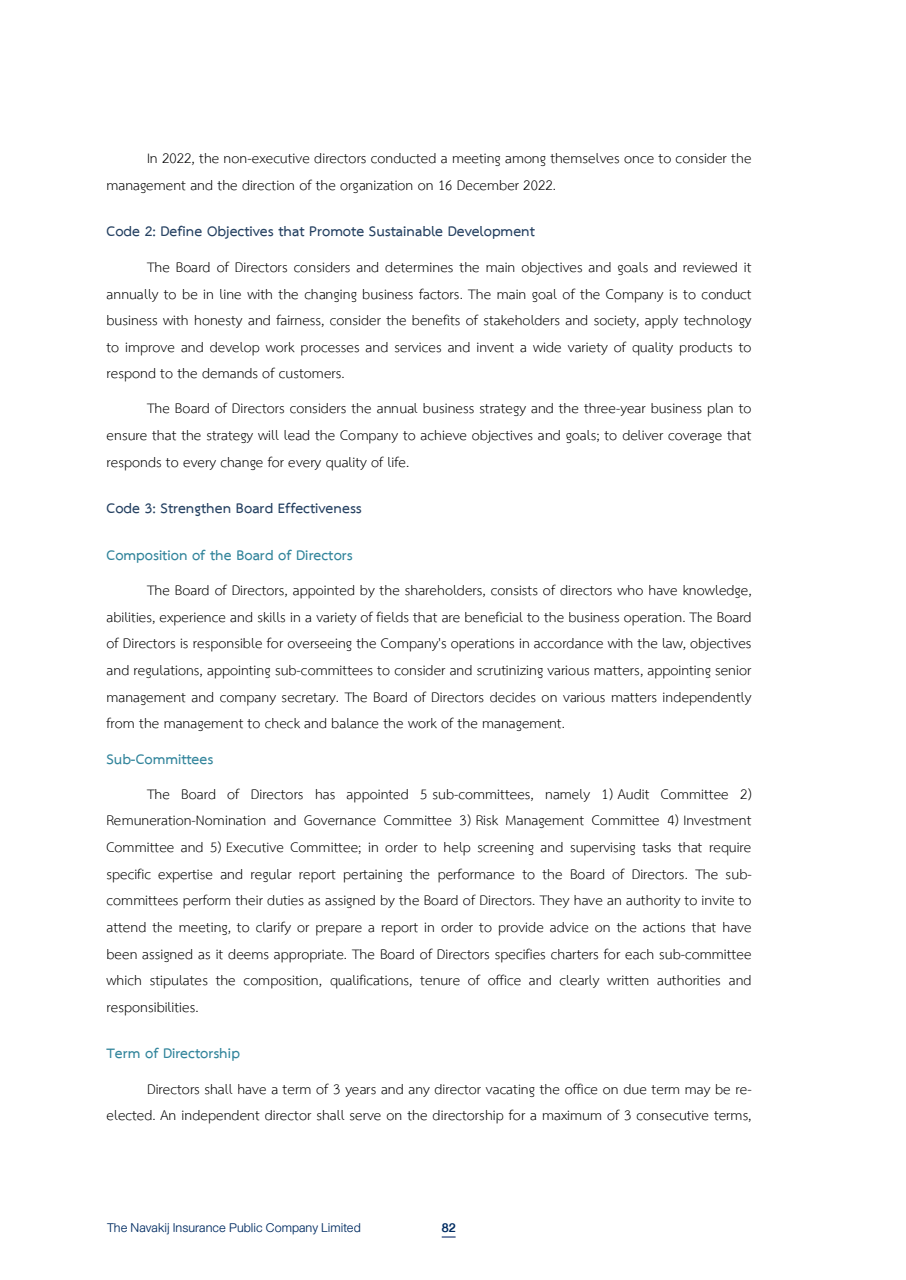 In 2022, the non-executive directors conducted a meeting among themselves once to consider the
management and the direction of the organization on 16 December 2022.
Code 2: Define Objectives that Promote Sustainable Development
The Board of Directors considers and determines the main objectives and goals and reviewed it
annually to be in line with the changing business factors. The main goal of the Company is to conduct
business with honesty and fairness, consider the benefits of stakeholders and society, apply technology
to improve and develop work processes and services and invent a wide variety of quality products to
respond to the demands of customers.
The Board of Directors considers the annual business strategy and the three-year business plan to
ensure that the strategy will lead the Company to achieve objectives and goals; to deliver coverage that
responds to every change for every quality of life.
Code 3: Strengthen Board Effectiveness
Composition of the Board of Directors
The Board of Directors, appointed by the shareholders, consists of directors who have knowledge,
abilities, experience and skills in a variety of fields that are beneficial to the business operation. The Board
of Directors is responsible for overseeing the Company's operations in accordance with the law, objectives
and regulations, appointing sub-committees to consider and scrutinizing various matters, appointing senior
management and company secretary. The Board of Directors decides on various matters independently
from the management to check and balance the work of the management.
Sub-Committees
The Board of Directors has appointed 5 sub-committees, namely 1) Audit Committee 2)
Remuneration-Nomination and Governance Committee 3) Risk Management Committee 4) Investment
Committee and 5) Executive Committee; in order to help screening and supervising tasks that require
specific expertise and regular report pertaining the performance to the Board of Directors. The sub-
committees perform their duties as assigned by the Board of Directors. They have an authority to invite to
attend the meeting, to clarify or prepare a report in order to provide advice on the actions that have
been assigned as it deems appropriate. The Board of Directors specifies charters for each sub-committee
which stipulates the composition, qualifications, tenure of office and clearly written authorities and
responsibilities.
Term of Directorship
Directors shall have a term of 3 years and any director vacating the office on due term may be re-
elected. An independent director shall serve on the directorship for a maximum of 3 consecutive terms,
The Navakij Insurance Public Company Limited 82